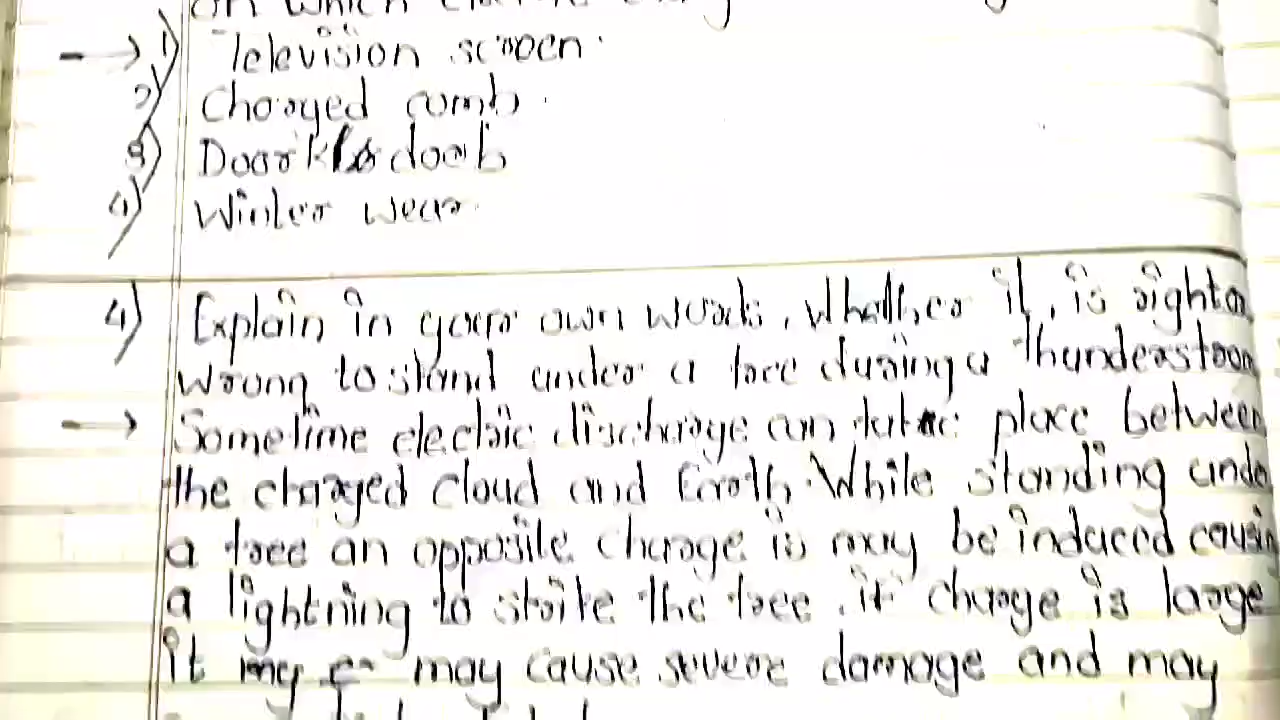 on which
→ 1) Television screen.
2) Charged comb.
3) Door doob
4) Winter wear
4) Explain in your own words, whether it, is right or
wrong to stand under a tree during a Thunderstorm
→ Sometime electric discharge can take place between
the charged cloud and Earth. While standing under
a tree an opposite charge is may be induced causing
a lightning to strike the tree. if charge is large
it may cause severe damage and may